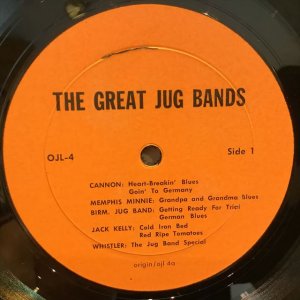 THE GREAT JUG BANDS
OJL-4 Side 1
CANNON: Heart-Breakin' Blues
Goin' To Germany
MEMPHIS MINNIE: Grandpa and Grandma Blues
BIRM. JUG BAND: Getting Ready For Trial
German Blues
JACK KELLY: Cold Iron Bed
Red Ripe Tomatoes
WHISTLER: The Jug Band Special
origin/ojl 4a